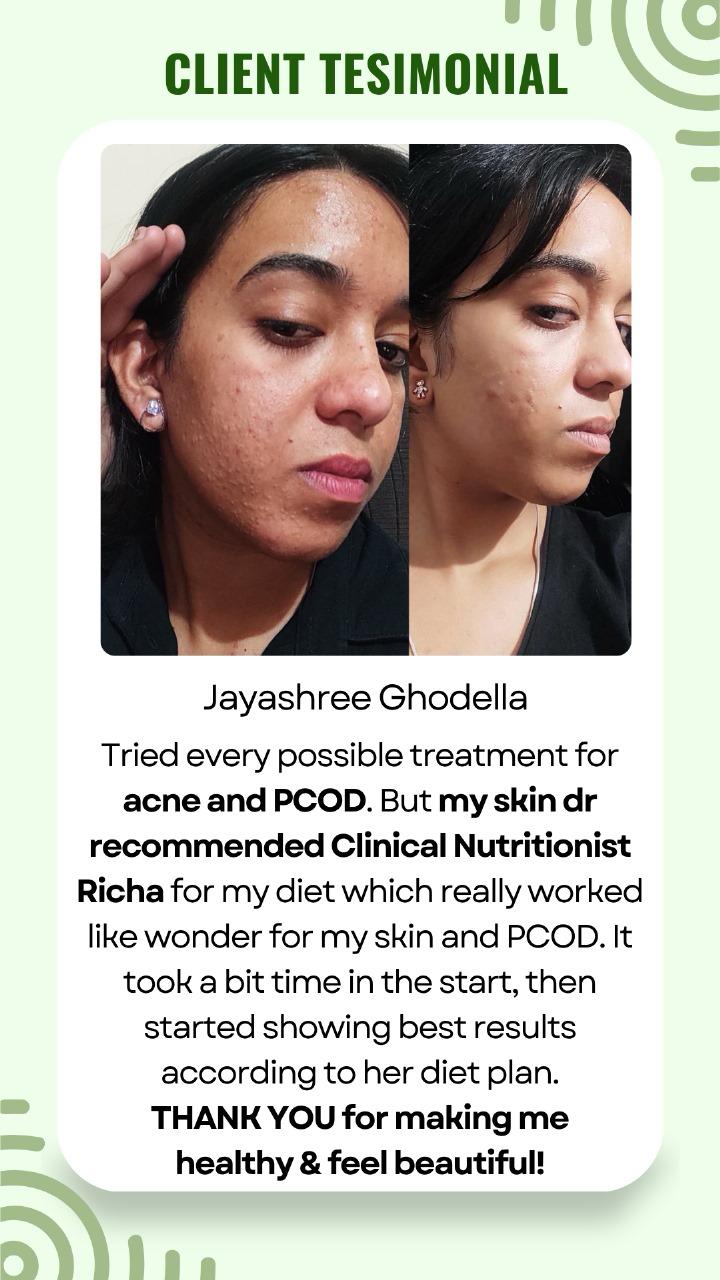 CLIENT TESIMONIAL
Jayashree Ghodella
Tried every possible treatment for
acne and PCOD. But my skin dr
recommended Clinical Nutritionist
Richa for my diet which really worked
like wonder for my skin and PCOD. It
took a bit time in the start, then
started showing best results
according to her diet plan.
THANK YOU for making me
healthy & feel beautiful!